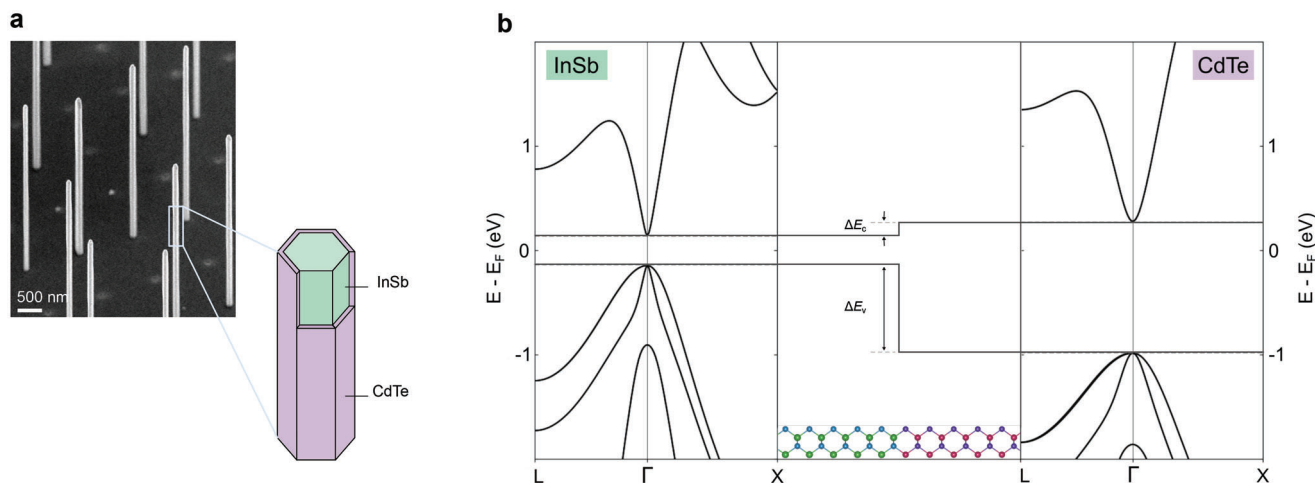 a
500 nm
InSb
CdTe
b
InSb
CdTe
E - E_F (eV)
1
0
-1
ΔE_c
ΔE_v
1
0
-1
E - E_F (eV)
L
Γ
X
L
Γ
X